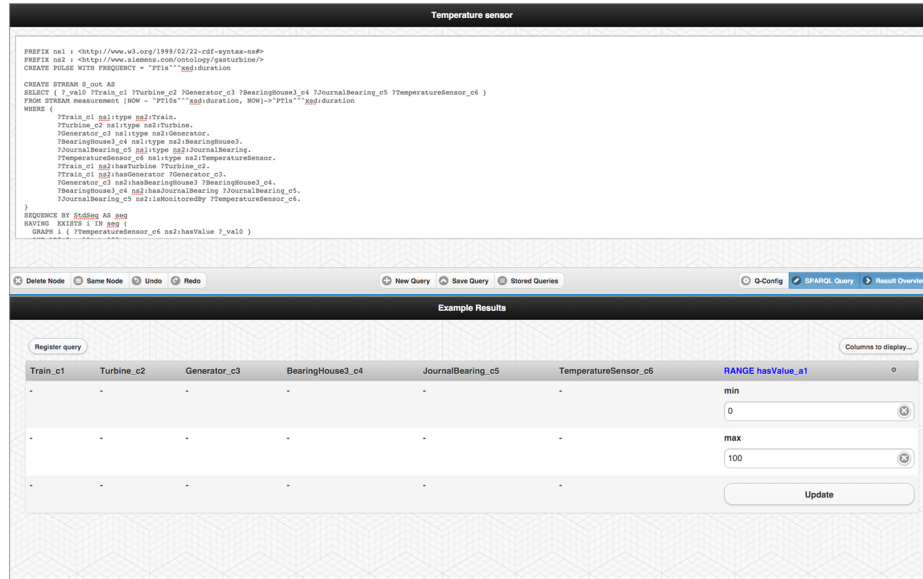 Temperature sensor
PREFIX ns1 : <http://www.w3.org/1999/02/22-rdf-syntax-ns#>
PREFIX ns2 : <http://www.siemens.com/ontology/gasturbine/>
CREATE PULSE WITH FREQUENCY = "PT1s"^^xsd:duration
CREATE STREAM S_out AS
SELECT { ?_val0 ?Train_c1 ?Turbine_c2 ?Generator_c3 ?BearingHouse3_c4 ?JournalBearing_c5 ?TemperatureSensor_c6 }
FROM STREAM measurement [NOW - "PT10s"^^xsd:duration, NOW]->"PT1s"^^xsd:duration
WHERE {
?Train_c1 ns1:type ns2:Train.
?Turbine_c2 ns1:type ns2:Turbine.
?Generator_c3 ns1:type ns2:Generator.
?BearingHouse3_c4 ns1:type ns2:BearingHouse3.
?JournalBearing_c5 ns1:type ns2:JournalBearing.
?TemperatureSensor_c6 ns1:type ns2:TemperatureSensor.
?Train_c1 ns2:hasTurbine ?Turbine_c2.
?Train_c1 ns2:hasGenerator ?Generator_c3.
?Generator_c3 ns2:hasBearingHouse3 ?BearingHouse3_c4.
?BearingHouse3_c4 ns2:hasJournalBearing ?JournalBearing_c5.
?JournalBearing_c5 ns2:isMonitoredBy ?TemperatureSensor_c6.
}
SEQUENCE BY StdSeq AS seq
HAVING EXISTS i IN seq (
GRAPH i { ?TemperatureSensor_c6 ns2:hasValue ?_val0 }
Delete Node Same Node Undo Redo New Query Save Query Stored Queries Q-Config SPARQL Query Result Overvie
Example Results
Register query Columns to display...
Train_c1 Turbine_c2 Generator_c3 BearingHouse3_c4 JournalBearing_c5 TemperatureSensor_c6 RANGE hasValue_a1
- - - - - - min
0
- - - - - - max
100
- - - - - - Update